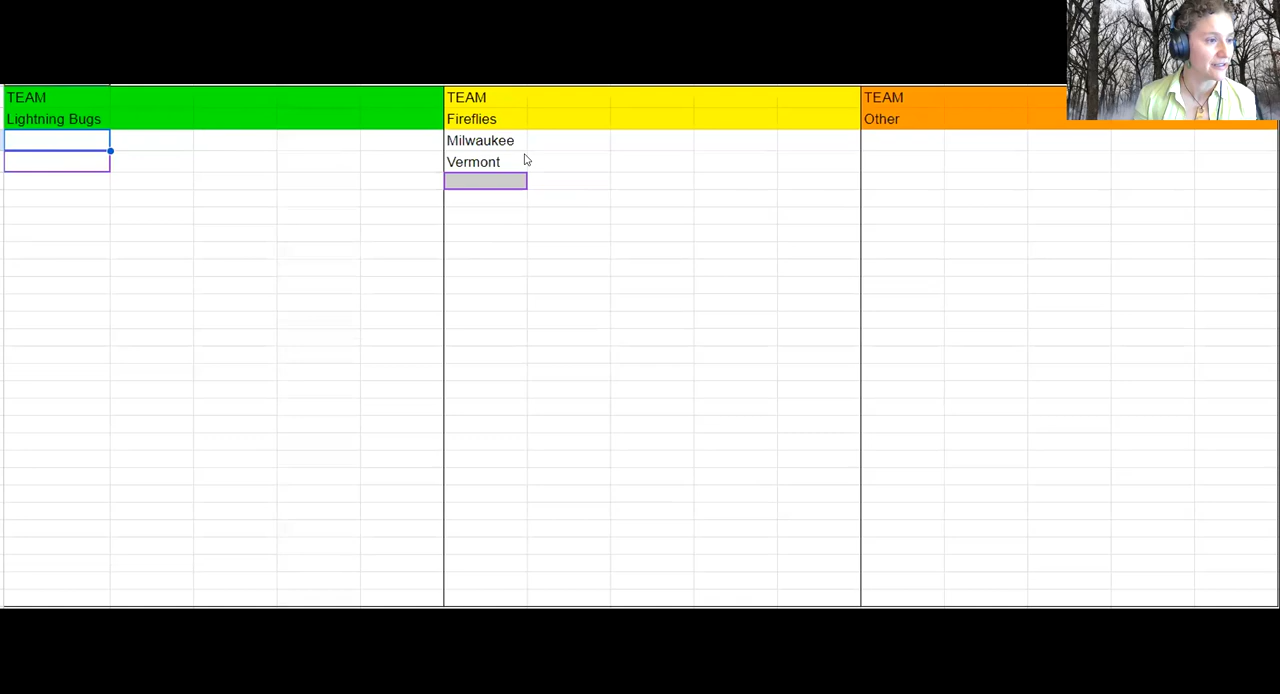 TEAM
Lightning Bugs
TEAM
Fireflies
Milwaukee
Vermont
TEAM
Other